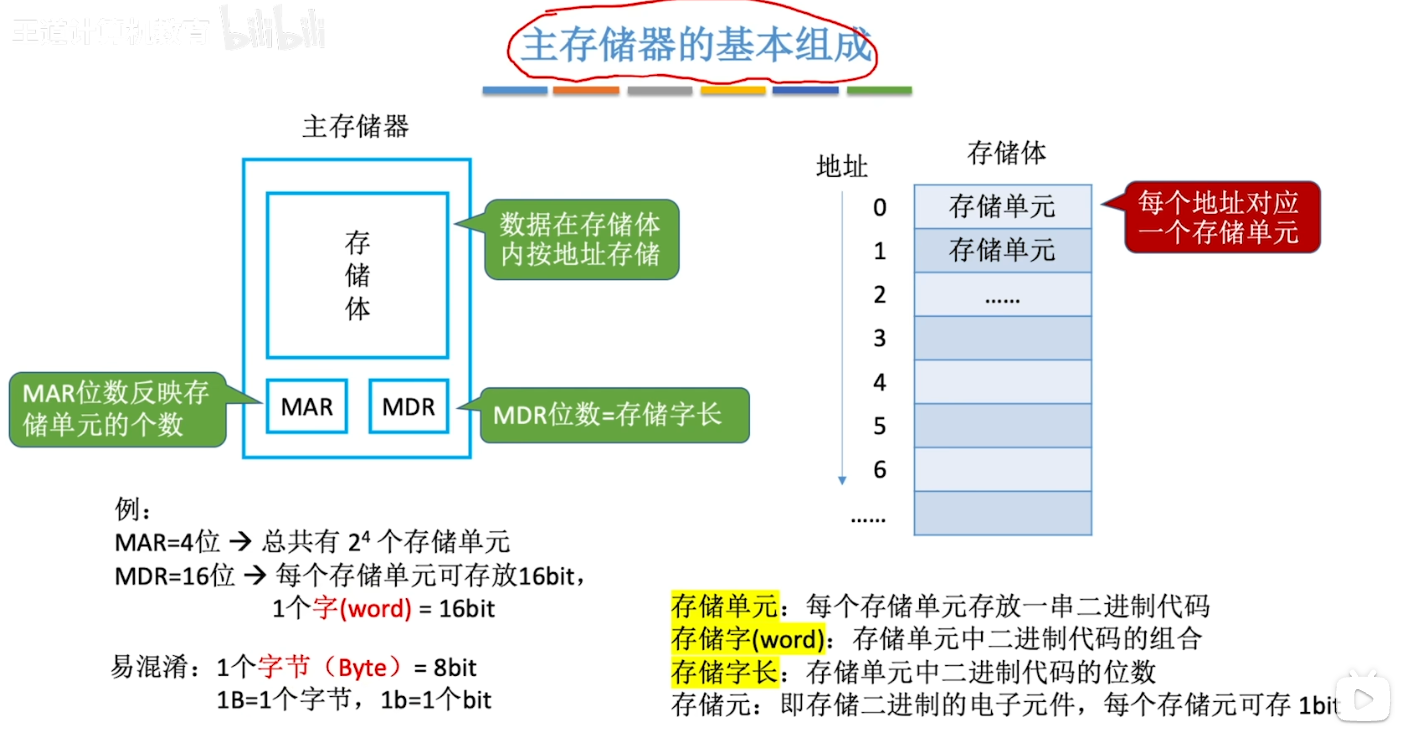 王道计算机教育 bilibili
主存储器的基本组成
主存储器
存
储
体
MAR
MDR
数据在存储体
内按地址存储
MAR位数反映存
储单元的个数
MDR位数=存储字长
地址
存储体
0 存储单元
1 存储单元
2 ……
3
4
5
6
……
每个地址对应
一个存储单元
例：
MAR=4位 → 总共有 2⁴ 个存储单元
MDR=16位 → 每个存储单元可存放16bit，
1个字(word) = 16bit
易混淆：1个字节（Byte）= 8bit
1B=1个字节，1b=1个bit
存储单元：每个存储单元存放一串二进制代码
存储字(word)：存储单元中二进制代码的组合
存储字长：存储单元中二进制代码的位数
存储元：即存储二进制的电子元件，每个存储元可存 1bit